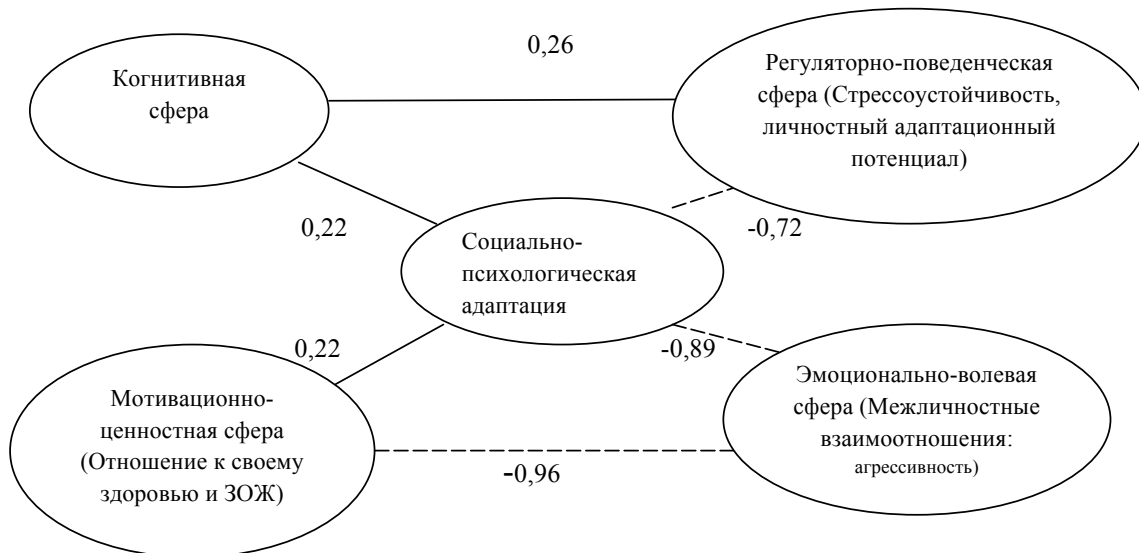 0,26
Когнитивная
сфера
Регуляторно-поведенческая
сфера (Стрессоустойчивость,
личностный адаптационный
потенциал)
0,22
-0,72
Социально-
психологическая
адаптация
0,22
-0,89
Мотивационно-
ценностная сфера
(Отношение к своему
здоровью и ЗОЖ)
Эмоционально-волевая
сфера (Межличностные
взаимоотношения:
агрессивность)
-0,96